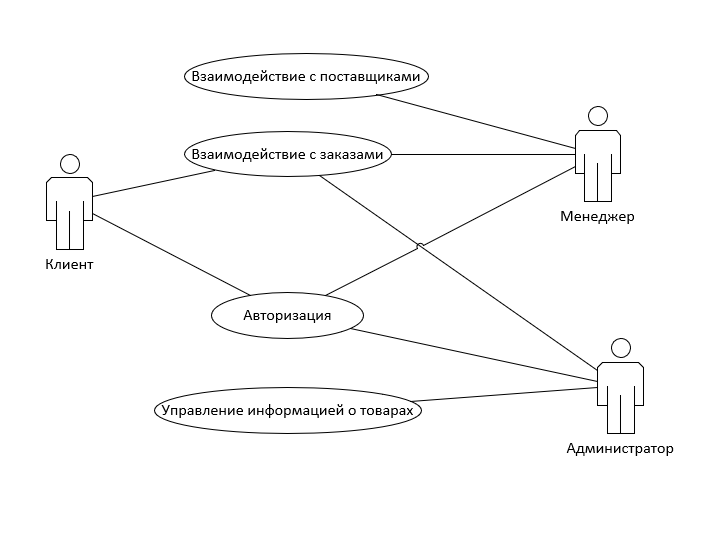 Взаимодействие с поставщиками
Взаимодействие с заказами
Менеджер
Клиент
Авторизация
Управление информацией о товарах
Администратор